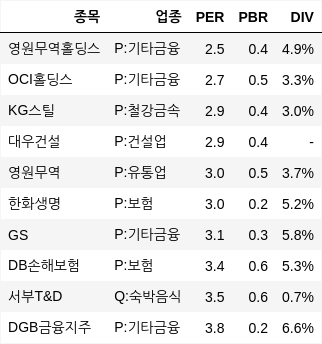 종목 업종 PER PBR DIV
영원무역홀딩스 P:기타금융 2.5 0.4 4.9%
OCI홀딩스 P:기타금융 2.7 0.5 3.3%
KG스틸 P:철강금속 2.9 0.4 3.0%
대우건설 P:건설업 2.9 0.4 -
영원무역 P:유통업 3.0 0.5 3.7%
한화생명 P:보험 3.0 0.2 5.2%
GS P:기타금융 3.1 0.3 5.8%
DB손해보험 P:보험 3.4 0.6 5.3%
서부T&D Q:숙박음식 3.5 0.6 0.7%
DGB금융지주 P:기타금융 3.8 0.2 6.6%